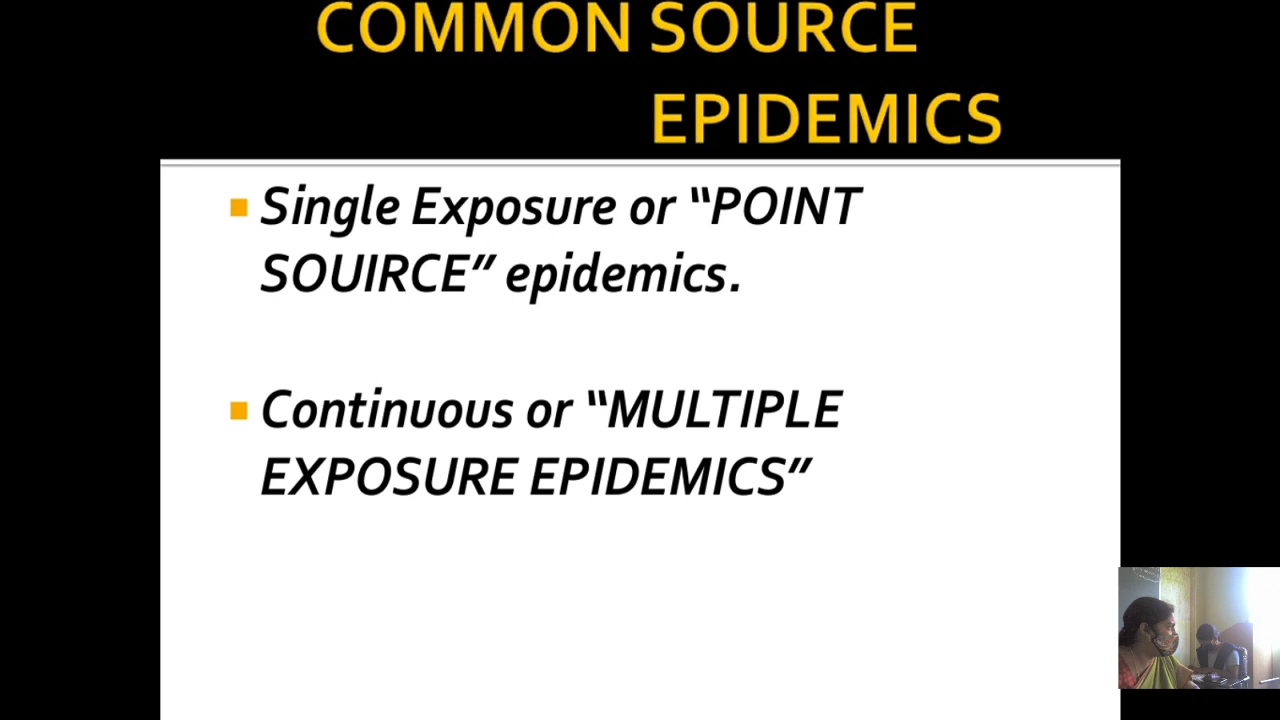 COMMON SOURCE
EPIDEMICS
Single Exposure or “POINT
SOUIRCE” epidemics.
Continuous or “MULTIPLE
EXPOSURE EPIDEMICS”